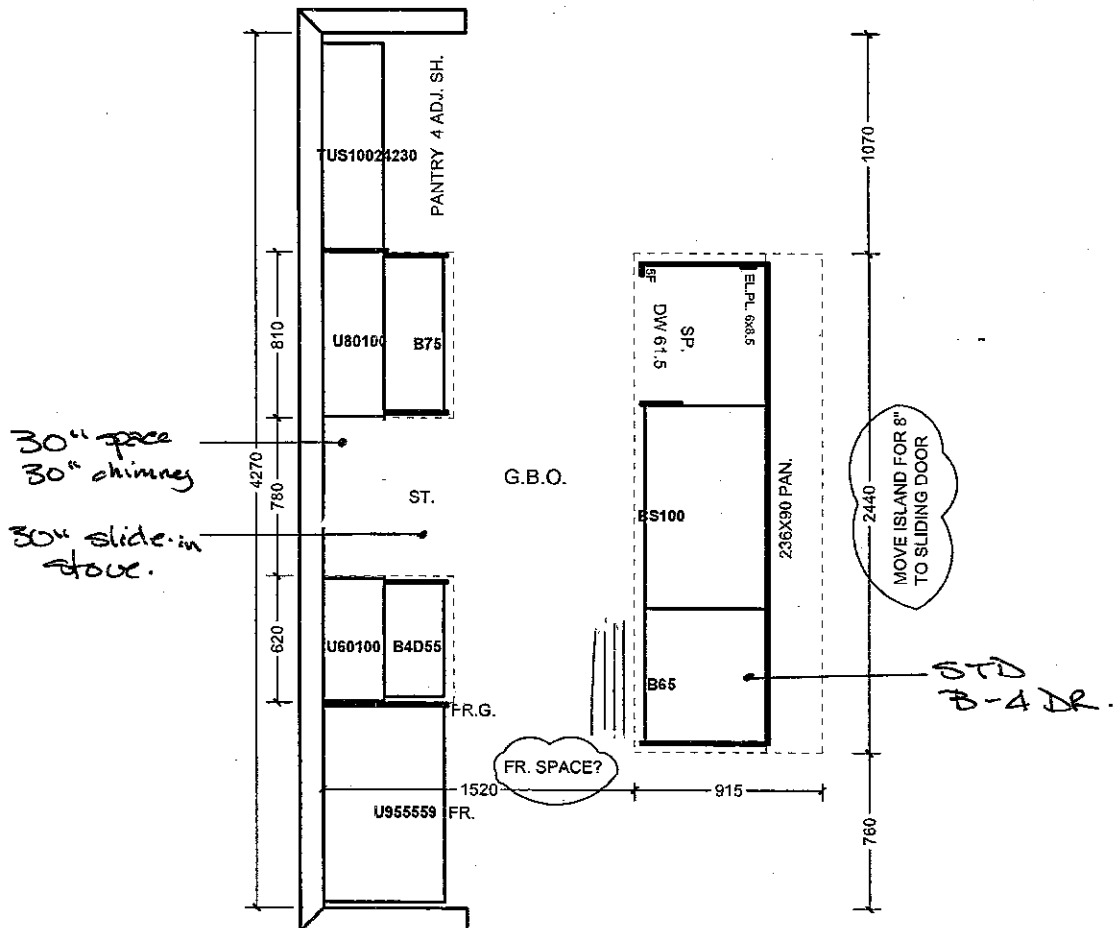 TUS10024230
PANTRY 4 ADJ. SH.
1070
810
U80100
B75
5F
EL.PL. 6x8.5
SP.
DW 61.5
30" space
30" chimney
4270
780
G.B.O.
ST.
BS100
236X90 PAN.
2440
MOVE ISLAND FOR 8"
TO SLIDING DOOR
30" slide-in
stove.
620
U60100
B4D55
B65
STD
B-4 DR.
FR.G.
FR. SPACE?
1520
915
U955559
FR.
760